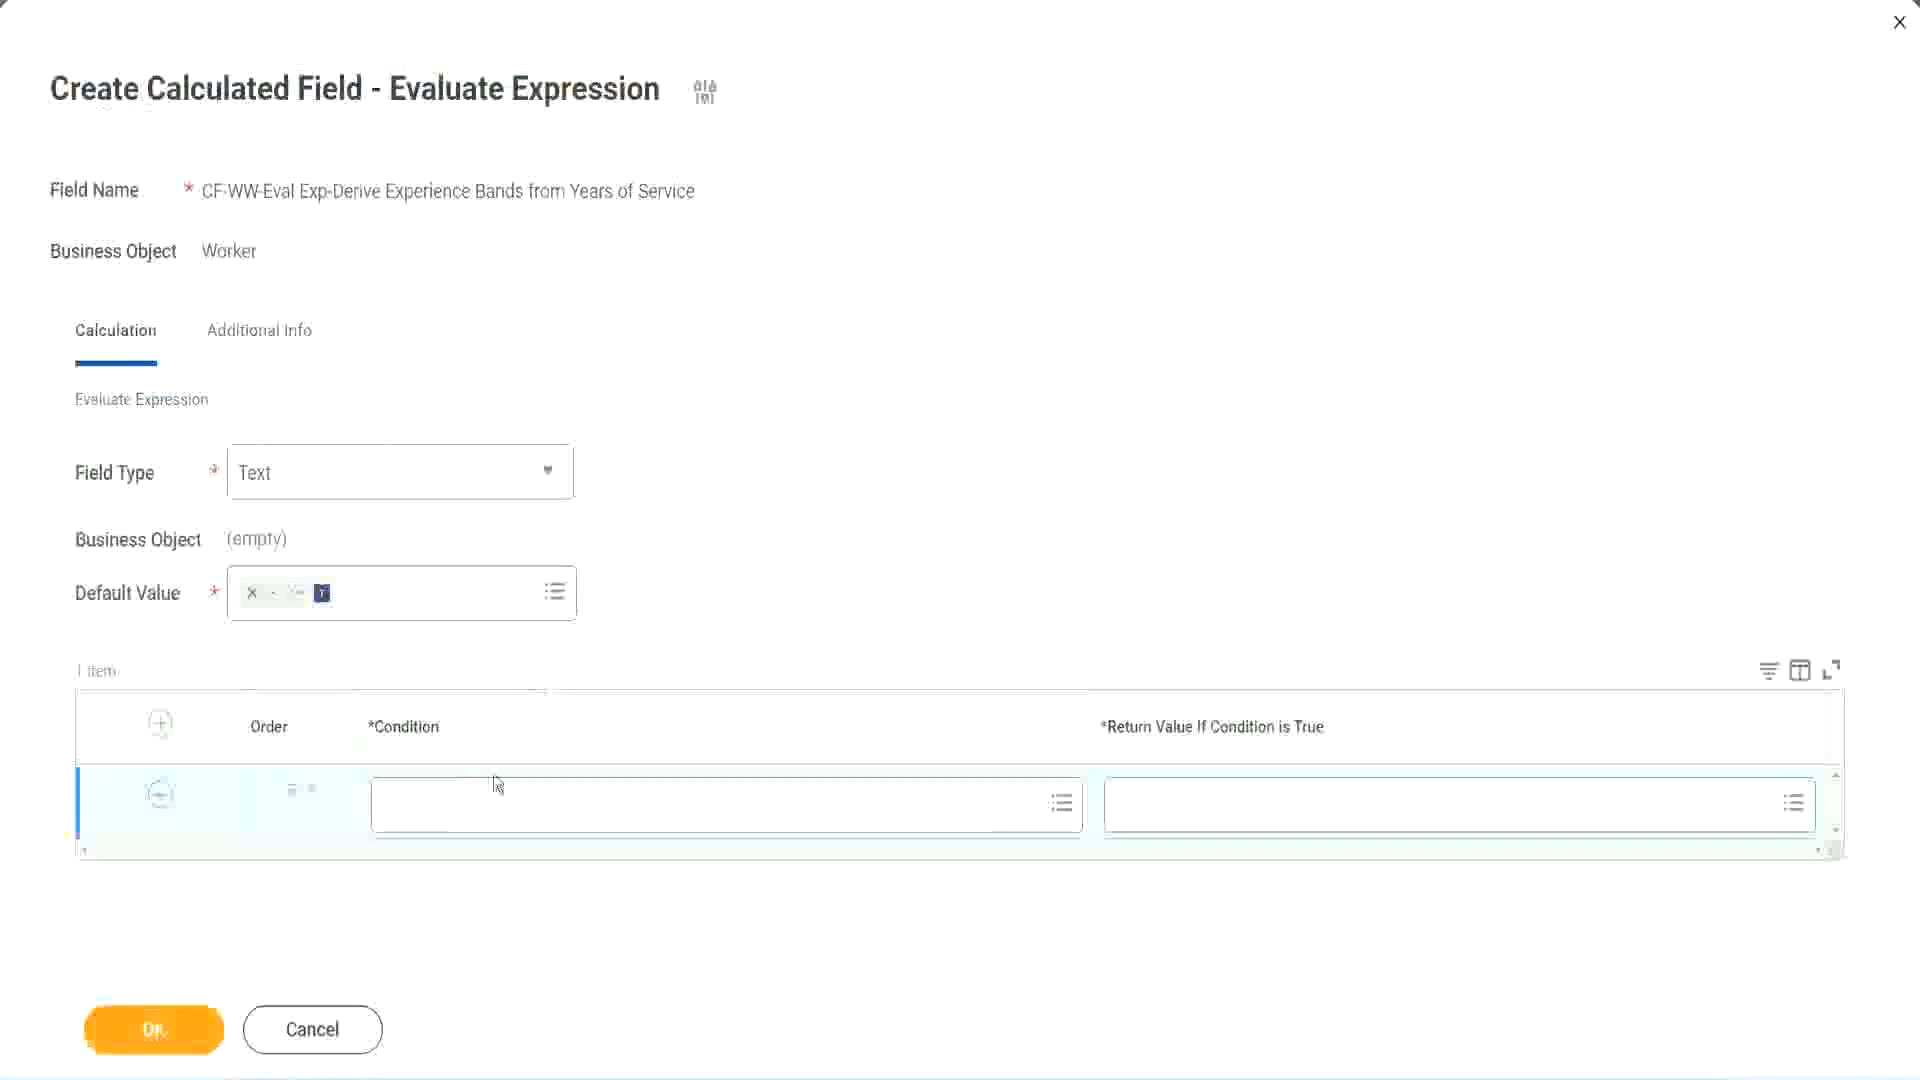 Create Calculated Field - Evaluate Expression
Field Name * CF-WW-Eval Exp-Derive Experience Bands from Years of Service
Business Object Worker
Calculation Additional Info
Evaluate Expression
Field Type * Text
Business Object (empty)
Default Value *
1 item
Order *Condition *Return Value If Condition is True
OK Cancel